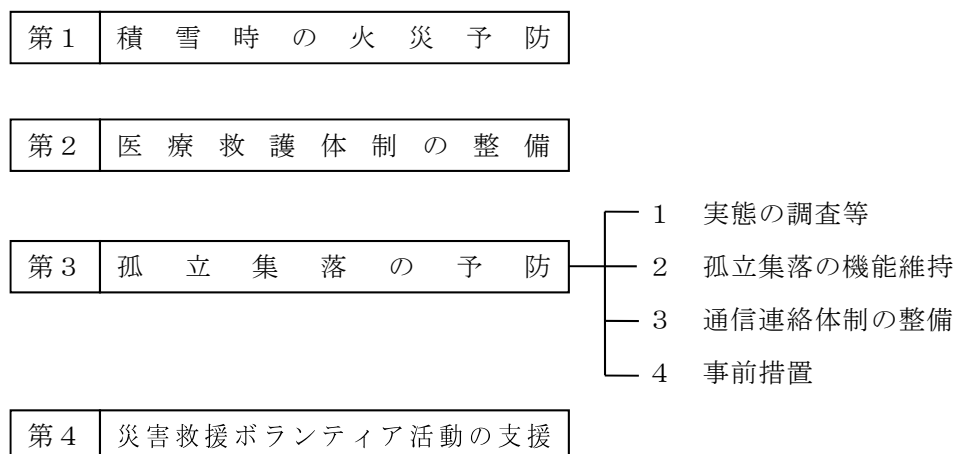 第１ 積雪時の火災予防
第２ 医療救護体制の整備
第３ 孤立集落の予防
１ 実態の調査等
２ 孤立集落の機能維持
３ 通信連絡体制の整備
４ 事前措置
第４ 災害救援ボランティア活動の支援